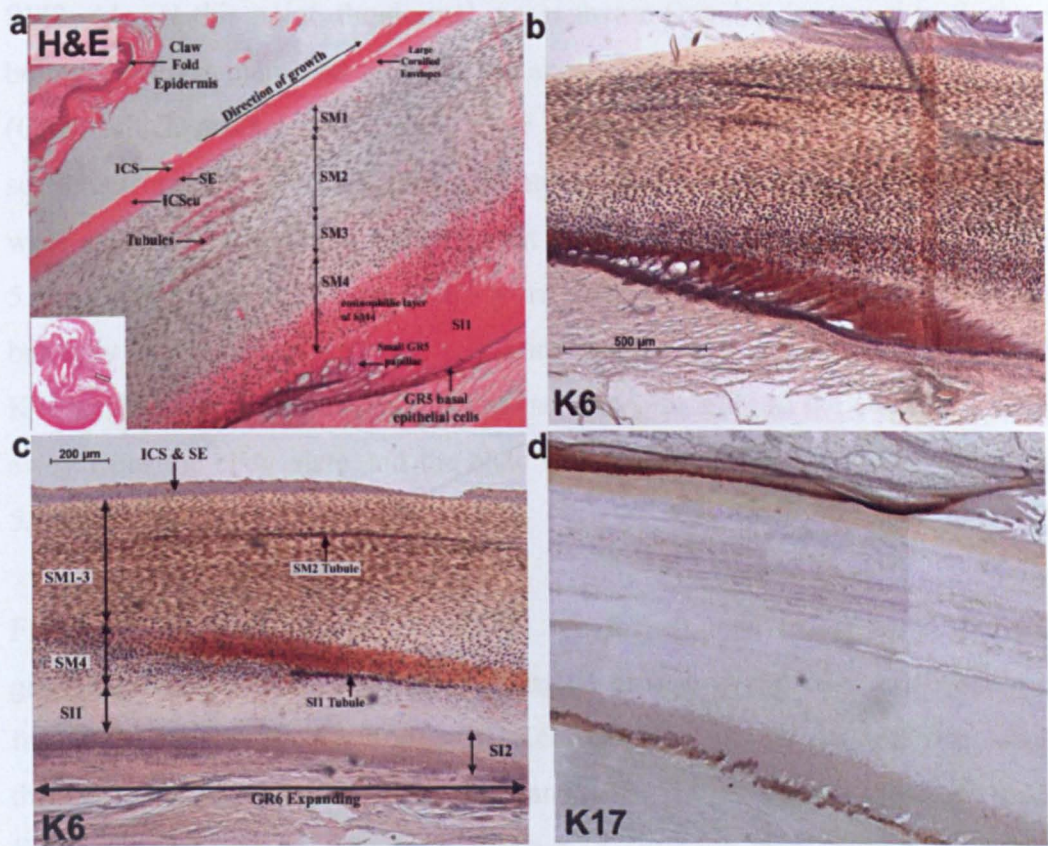 a
H&E
Claw
Fold
Epidermis
Direction of growth
Large
Cornified
Envelopes
ICS
SE
ICScu
Tubules
SM1
SM2
SM3
SM4
eosinophilic layer
of SM4
SI1
Small GR5
papillae
GR5 basal
epithelial cells
b
500 µm
K6
c
200 µm
ICS & SE
SM2 Tubule
SM1-3
SM4
SI1 Tubule
SI1
SI2
GR6 Expanding
K6
d
K17